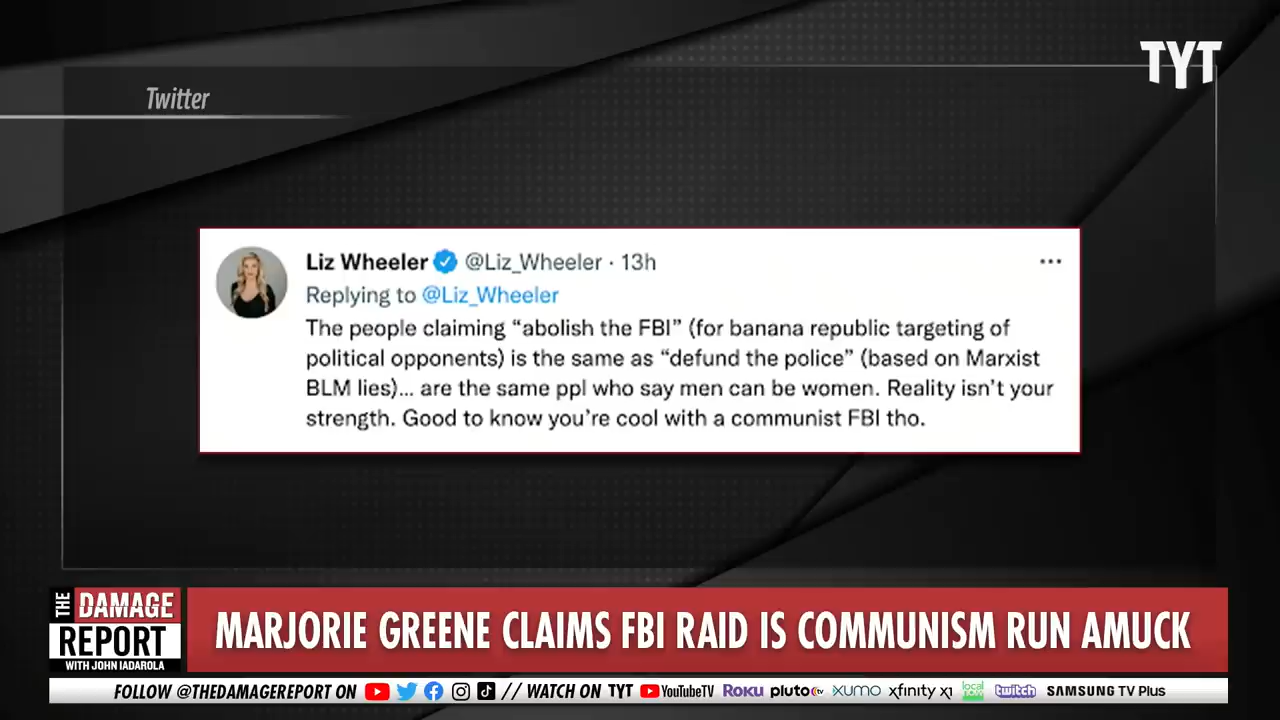 TYT
Twitter
Liz Wheeler @Liz_Wheeler · 13h
Replying to @Liz_Wheeler
The people claiming “abolish the FBI” (for banana republic targeting of
political opponents) is the same as “defund the police” (based on Marxist
BLM lies)... are the same ppl who say men can be women. Reality isn’t your
strength. Good to know you’re cool with a communist FBI tho.
THE DAMAGE
REPORT
WITH JOHN IADAROLA
MARJORIE GREENE CLAIMS FBI RAID IS COMMUNISM RUN AMUCK
FOLLOW @THEDAMAGEREPORT ON // WATCH ON TYT YouTubeTV Roku pluto tv XUMO xfinity x1 local now twitch SAMSUNG TV Plus